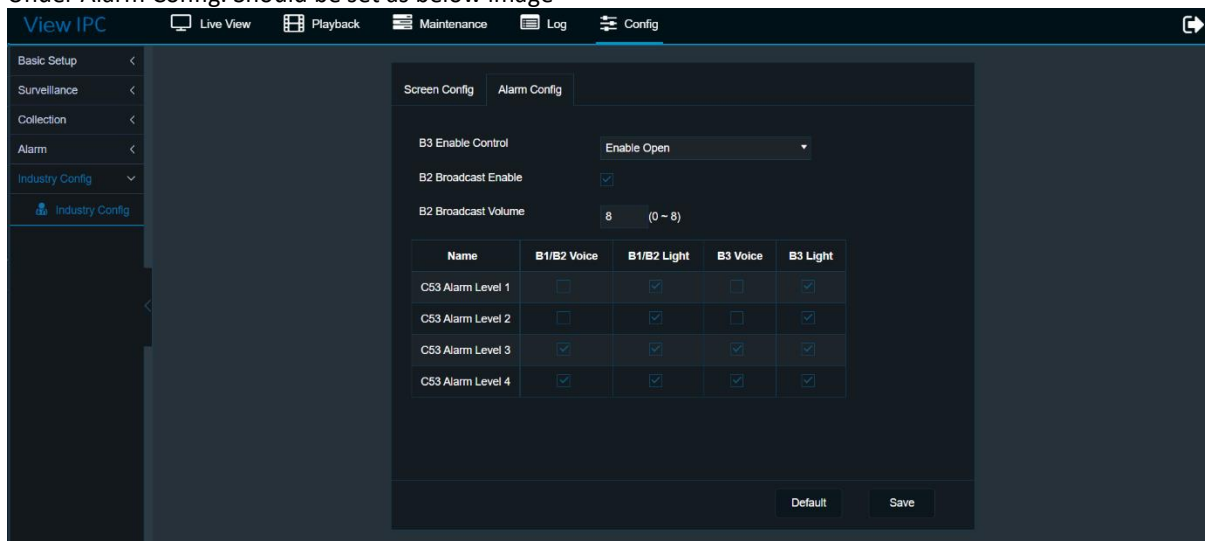 Under Alarm Config. Should be set as below image
View IPC Live View Playback Maintenance Log Config
Basic Setup
Surveillance
Collection
Alarm
Industry Config
Industry Config
Screen Config Alarm Config
B3 Enable Control Enable Open
B2 Broadcast Enable
B2 Broadcast Volume 8 (0 ~ 8)
Name B1/B2 Voice B1/B2 Light B3 Voice B3 Light
C53 Alarm Level 1
C53 Alarm Level 2
C53 Alarm Level 3
C53 Alarm Level 4
Default Save